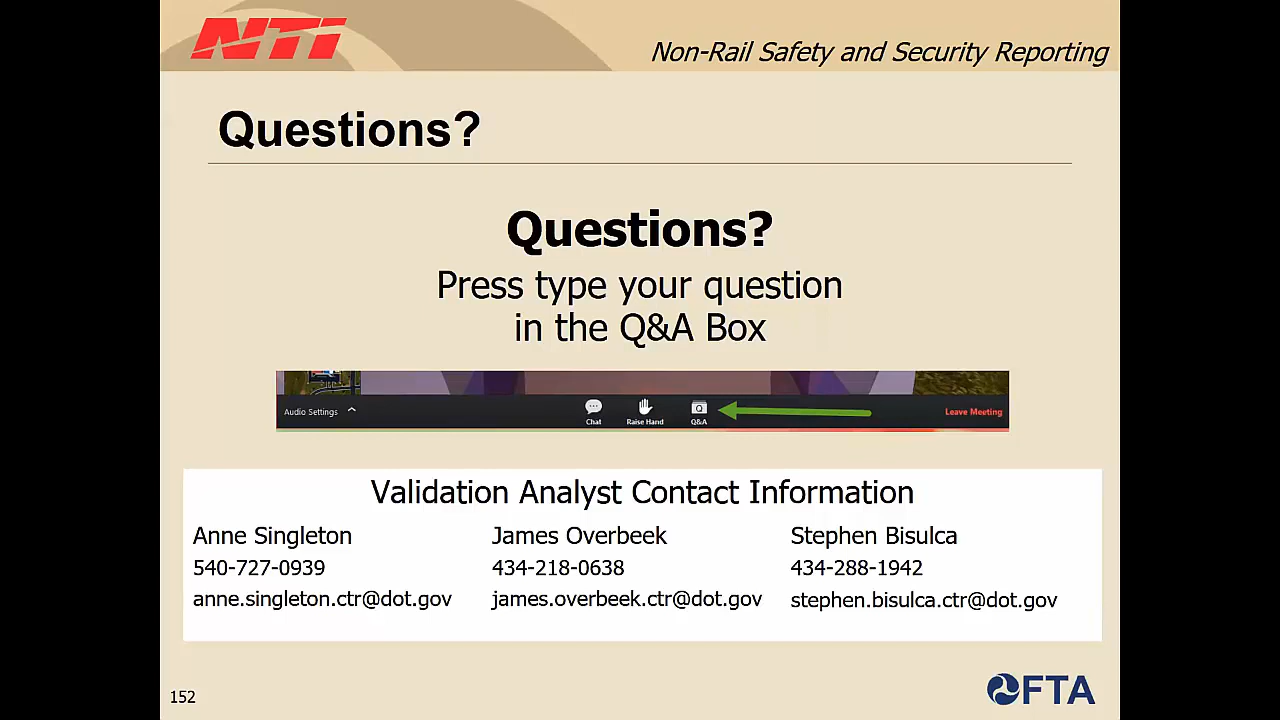 NTI
Non-Rail Safety and Security Reporting
Questions?
Questions?
Press type your question
in the Q&A Box
Audio Settings
Chat
Raise Hand
Q
Q&A
Leave Meeting
Validation Analyst Contact Information
Anne Singleton
540-727-0939
anne.singleton.ctr@dot.gov
James Overbeek
434-218-0638
james.overbeek.ctr@dot.gov
Stephen Bisulca
434-288-1942
stephen.bisulca.ctr@dot.gov
152
FTA